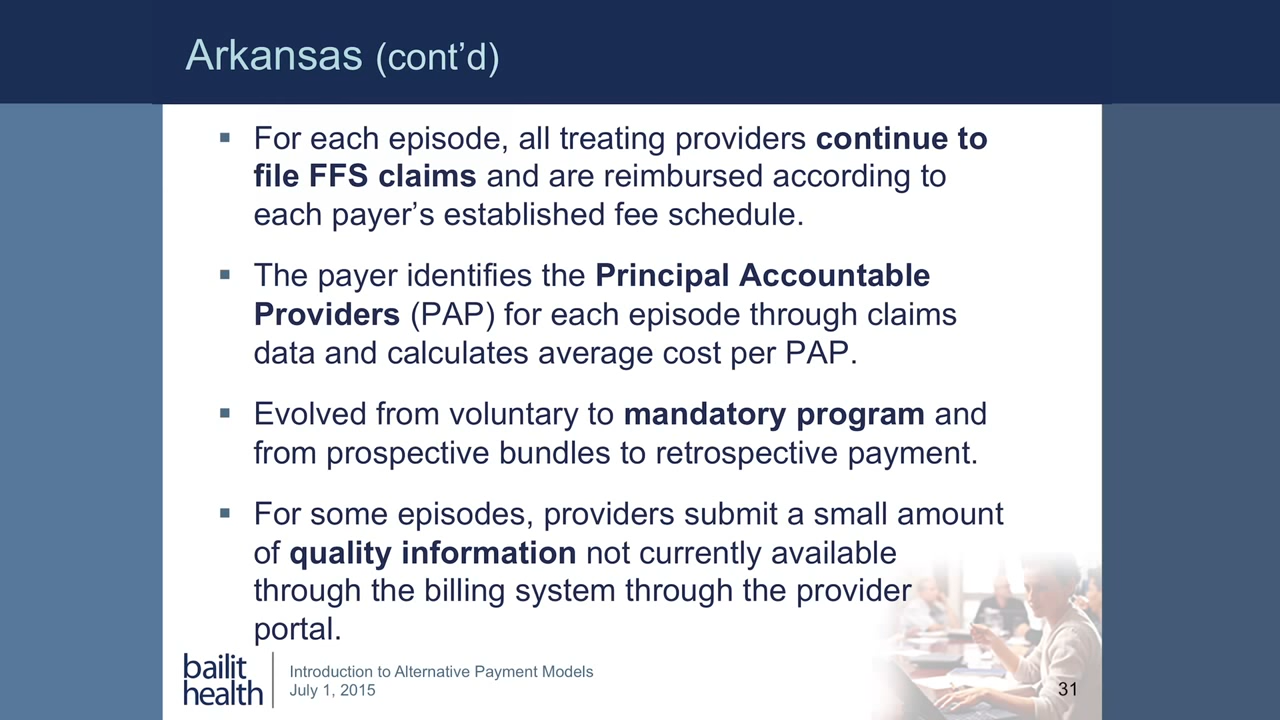 Arkansas (cont’d)
▪ For each episode, all treating providers continue to
file FFS claims and are reimbursed according to
each payer’s established fee schedule.
▪ The payer identifies the Principal Accountable
Providers (PAP) for each episode through claims
data and calculates average cost per PAP.
▪ Evolved from voluntary to mandatory program and
from prospective bundles to retrospective payment.
▪ For some episodes, providers submit a small amount
of quality information not currently available
through the billing system through the provider
portal.
bailit
health
Introduction to Alternative Payment Models
July 1, 2015
31